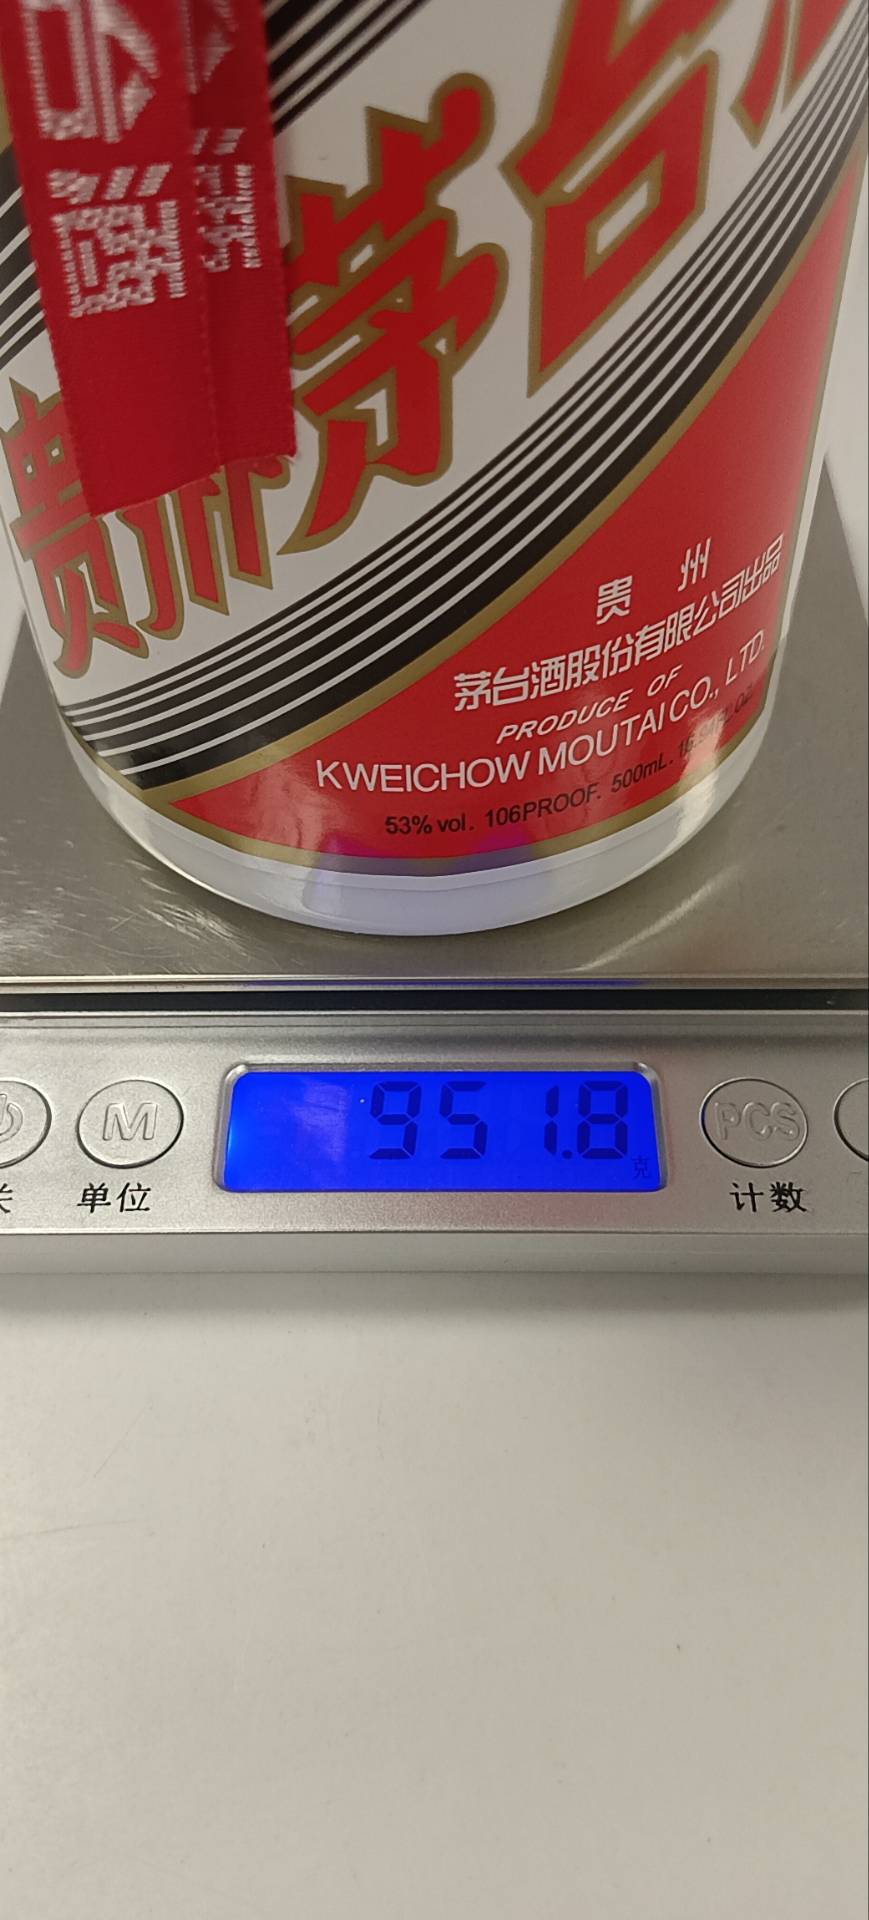 贵州茅台
贵 州
茅台酒股份有限公司出品
PRODUCE OF
KWEICHOW MOUTAI CO., LTD.
53% vol. 106PROOF. 500mL.
951.8
克
M
PCS
单位
计数